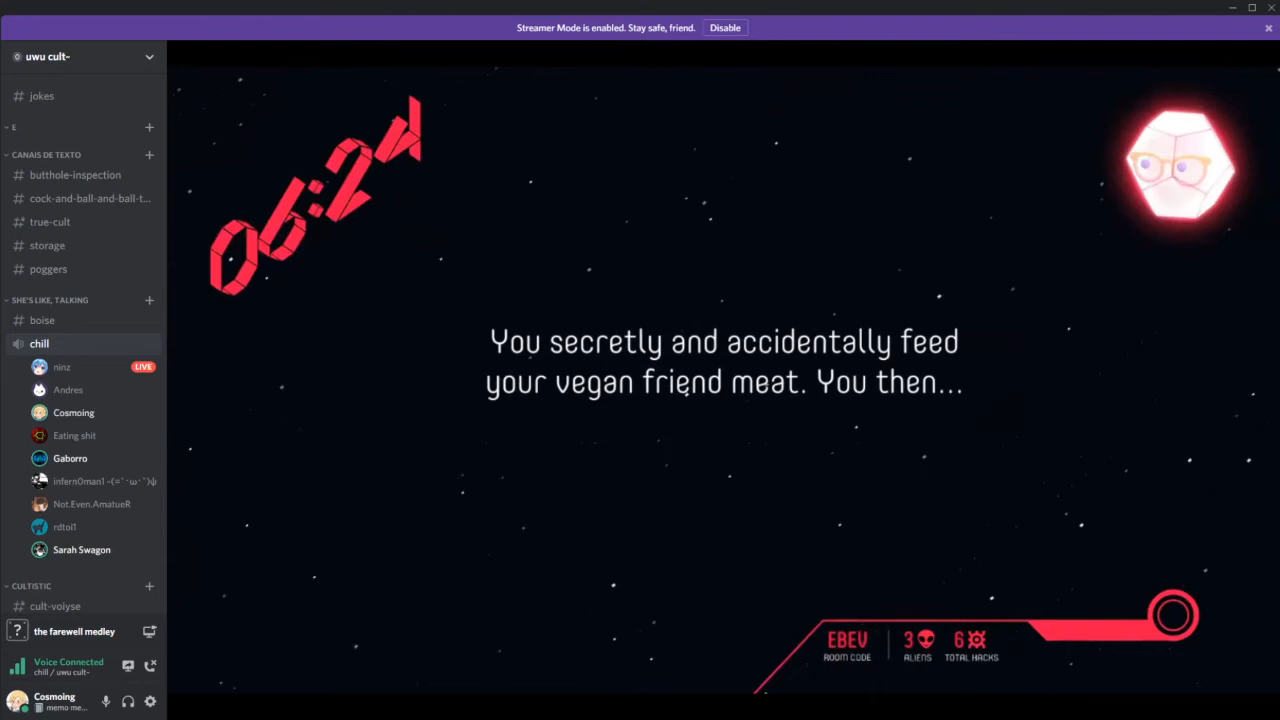 Streamer Mode is enabled. Stay safe, friend. Disable
uwu cult~
jokes
E
CANAIS DE TEXTO
butthole-inspection
cock-and-ball-and-ball-t...
true-cult
storage
poggers
SHE'S LIKE, TALKING
boise
chill
ninz LIVE
Andres
Cosmoing
Eating shit
Gaborro
infern0man1
Not.Even.AmatueR
rdtoi1
Sarah Swagon
CULTISTIC
cult-voiyse
the farewell medley
Voice Connected
chill / uwu cult~
Cosmoing
memo me...
06:24
You secretly and accidentally feed
your vegan friend meat. You then...
EBEV 3 6
ROOM CODE ALIENS TOTAL HACKS